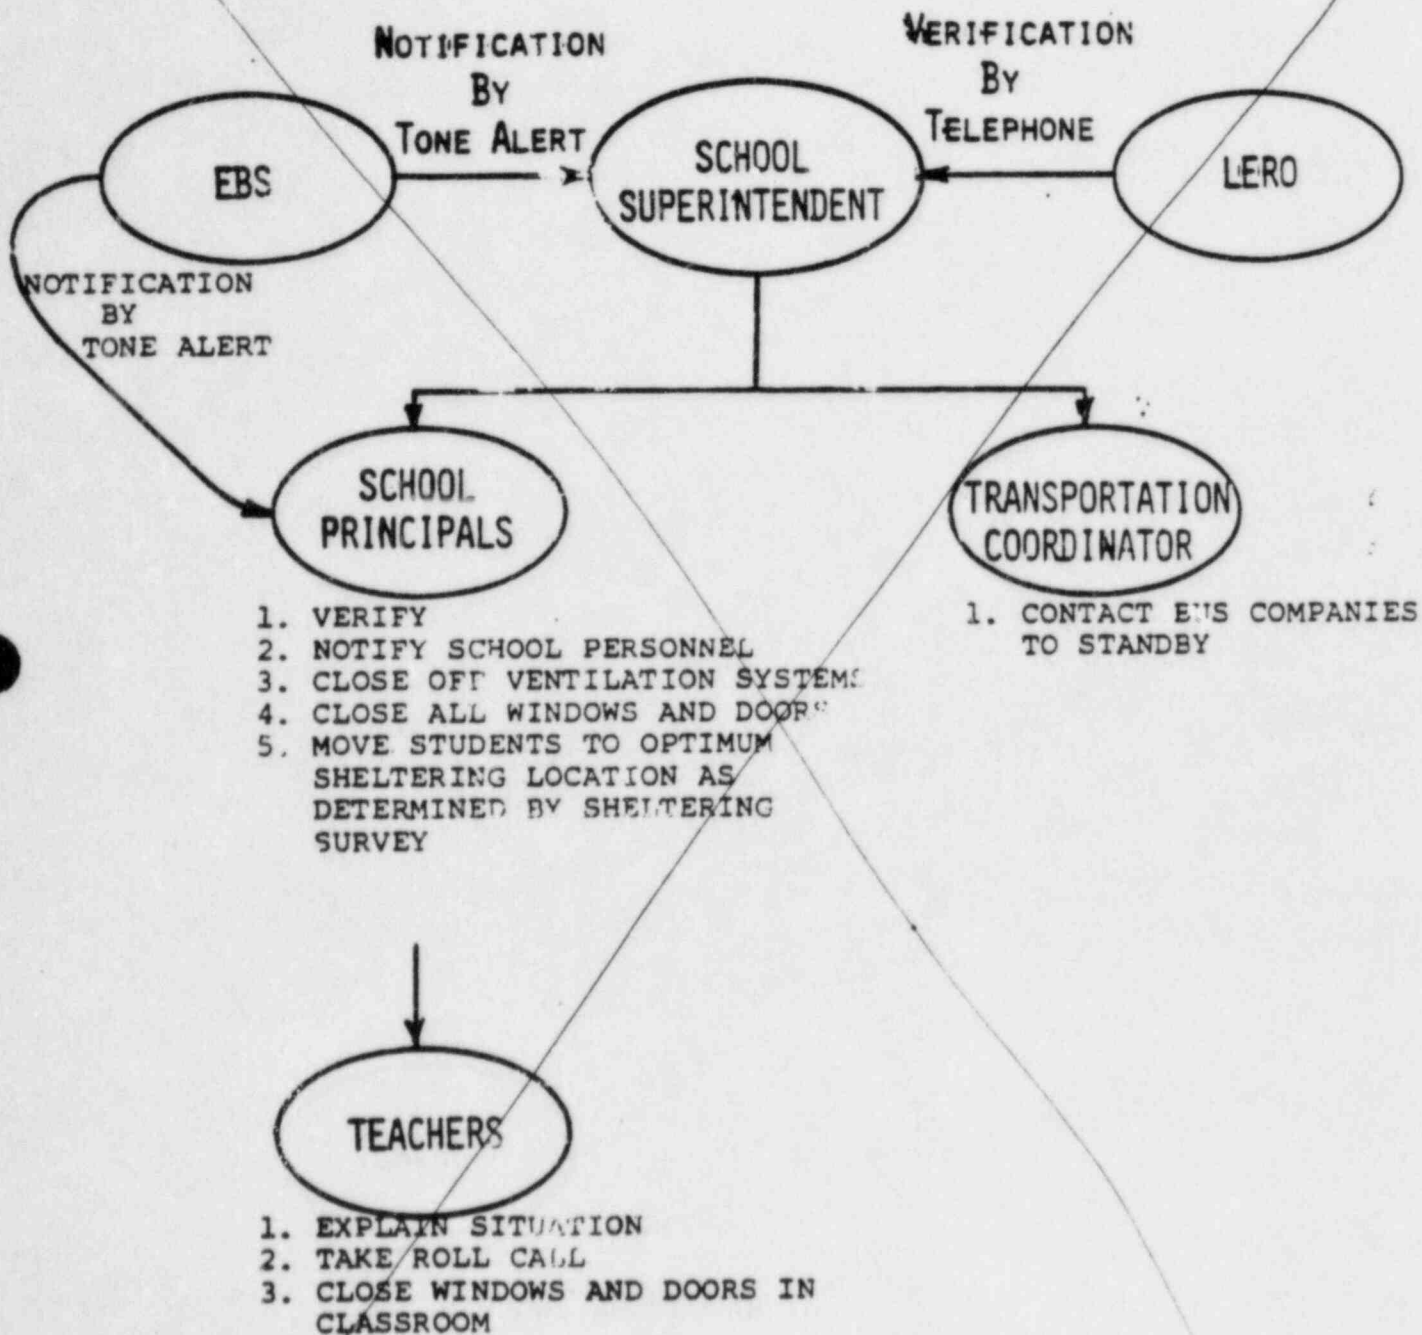 NOTIFICATION
BY
TONE ALERT
VERIFICATION
BY
TELEPHONE
EBS
SCHOOL
SUPERINTENDENT
LERO
NOTIFICATION
BY
TONE ALERT
SCHOOL
PRINCIPALS
TRANSPORTATION
COORDINATOR
1. VERIFY
2. NOTIFY SCHOOL PERSONNEL
3. CLOSE OFF VENTILATION SYSTEMS
4. CLOSE ALL WINDOWS AND DOORS
5. MOVE STUDENTS TO OPTIMUM
SHELTERING LOCATION AS
DETERMINED BY SHELTERING
SURVEY
1. CONTACT BUS COMPANIES
TO STANDBY
TEACHERS
1. EXPLAIN SITUATION
2. TAKE ROLL CALL
3. CLOSE WINDOWS AND DOORS IN
CLASSROOM